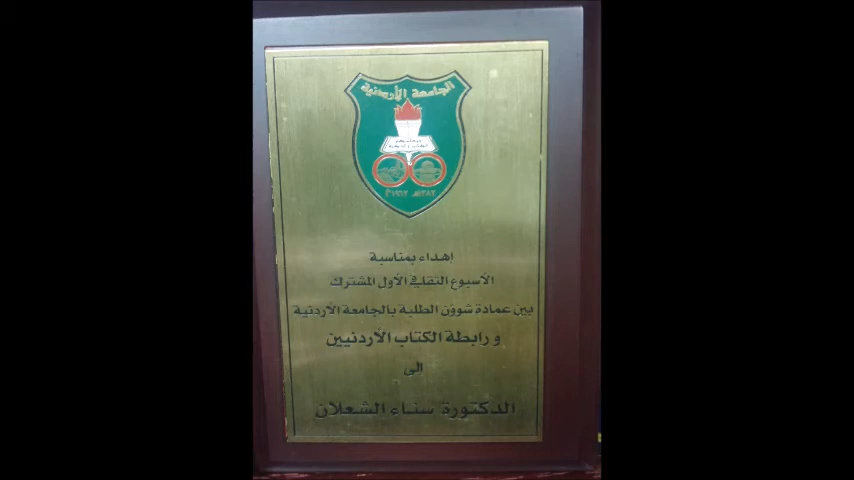 الجامعة الأردنية
اهداء بمناسبة
الأسبوع الثقافي الأول المشترك
بين عمادة شوؤن الطلبة بالجامعة الأردنية
و رابطة الكتاب الأردنيين
الى
الدكتورة سناء الشعلان